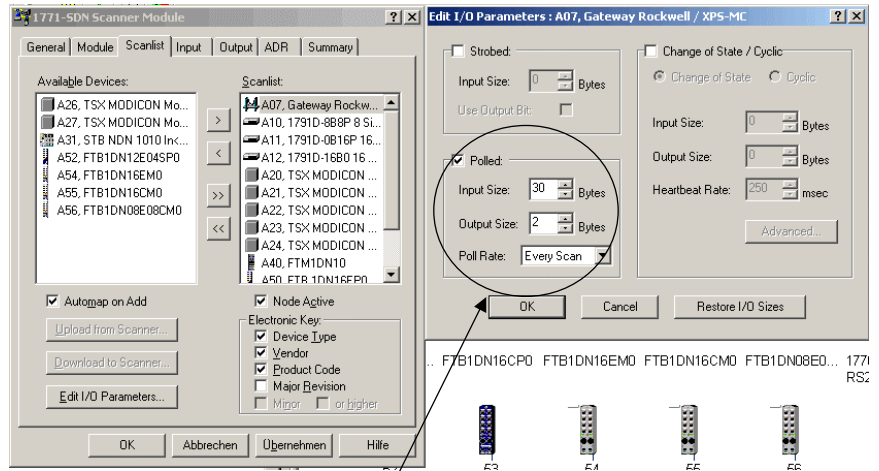 1771-SDN Scanner Module
General Module Scanlist Input Output ADR Summary
Available Devices:
A26, TSX MODICON Mo...
A27, TSX MODICON Mo...
A31, STB NDN 1010 In<...
A52, FTB1DN12E04SP0
A54, FTB1DN16EM0
A55, FTB1DN16CM0
A56, FTB1DN08E08CM0
>
<
>>
<<
Scanlist:
A07, Gateway Rockw...
A10, 1791D-8B8P 8 Si...
A11, 1791D-0B16P 16...
A12, 1791D-16B0 16 ...
A20, TSX MODICON ...
A21, TSX MODICON ...
A22, TSX MODICON ...
A23, TSX MODICON ...
A24, TSX MODICON ...
A40, FTM1DN10
A50, FTB 1DN16EP0
Automap on Add
Upload from Scanner...
Download to Scanner...
Edit I/O Parameters...
Node Active
Electronic Key:
Device Type
Vendor
Product Code
Major Revision
Minor or higher
OK Abbrechen Übernehmen Hilfe
Edit I/O Parameters : A07, Gateway Rockwell / XPS-MC
Strobed:
Input Size: 0 Bytes
Use Output Bit:
Polled:
Input Size: 30 Bytes
Output Size: 2 Bytes
Poll Rate: Every Scan
Change of State / Cyclic
Change of State Cyclic
Input Size: 0 Bytes
Output Size: 0 Bytes
Heartbeat Rate: 250 msec
Advanced...
OK Cancel Restore I/O Sizes
.. FTB1DN16CP0 FTB1DN16EM0 FTB1DN16CM0 FTB1DN08E0...
RS2
53 54 55 56